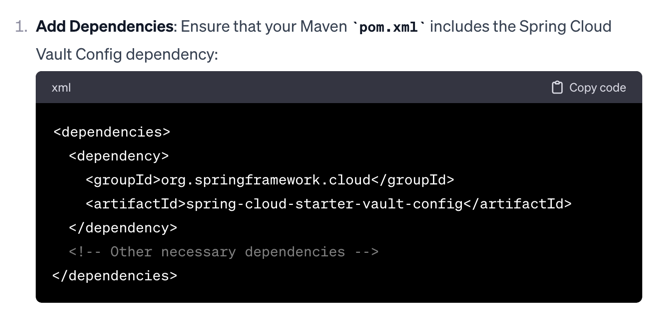 1. Add Dependencies: Ensure that your Maven `pom.xml` includes the Spring Cloud
Vault Config dependency:
xml Copy code
<dependencies>
  <dependency>
    <groupId>org.springframework.cloud</groupId>
    <artifactId>spring-cloud-starter-vault-config</artifactId>
  </dependency>
  <!-- Other necessary dependencies -->
</dependencies>